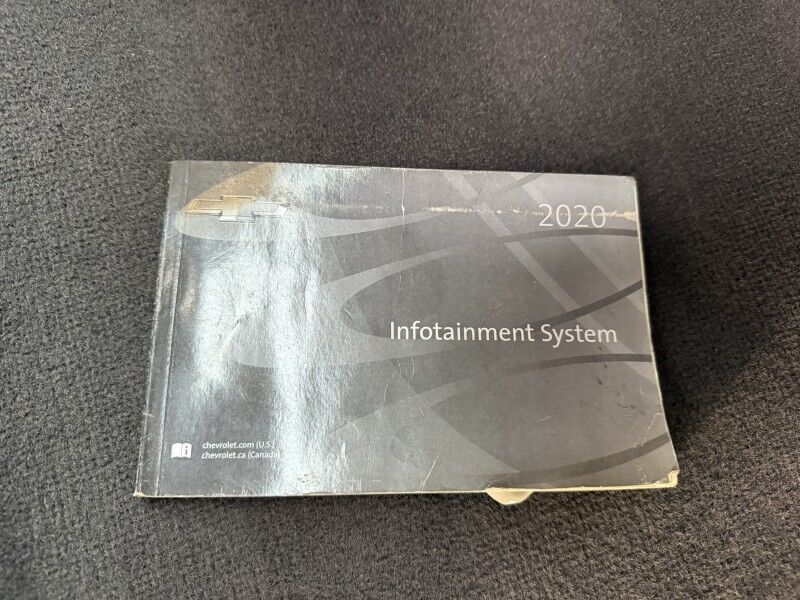 2020
Infotainment System
chevrolet.com (U.S.)
chevrolet.ca (Canada)